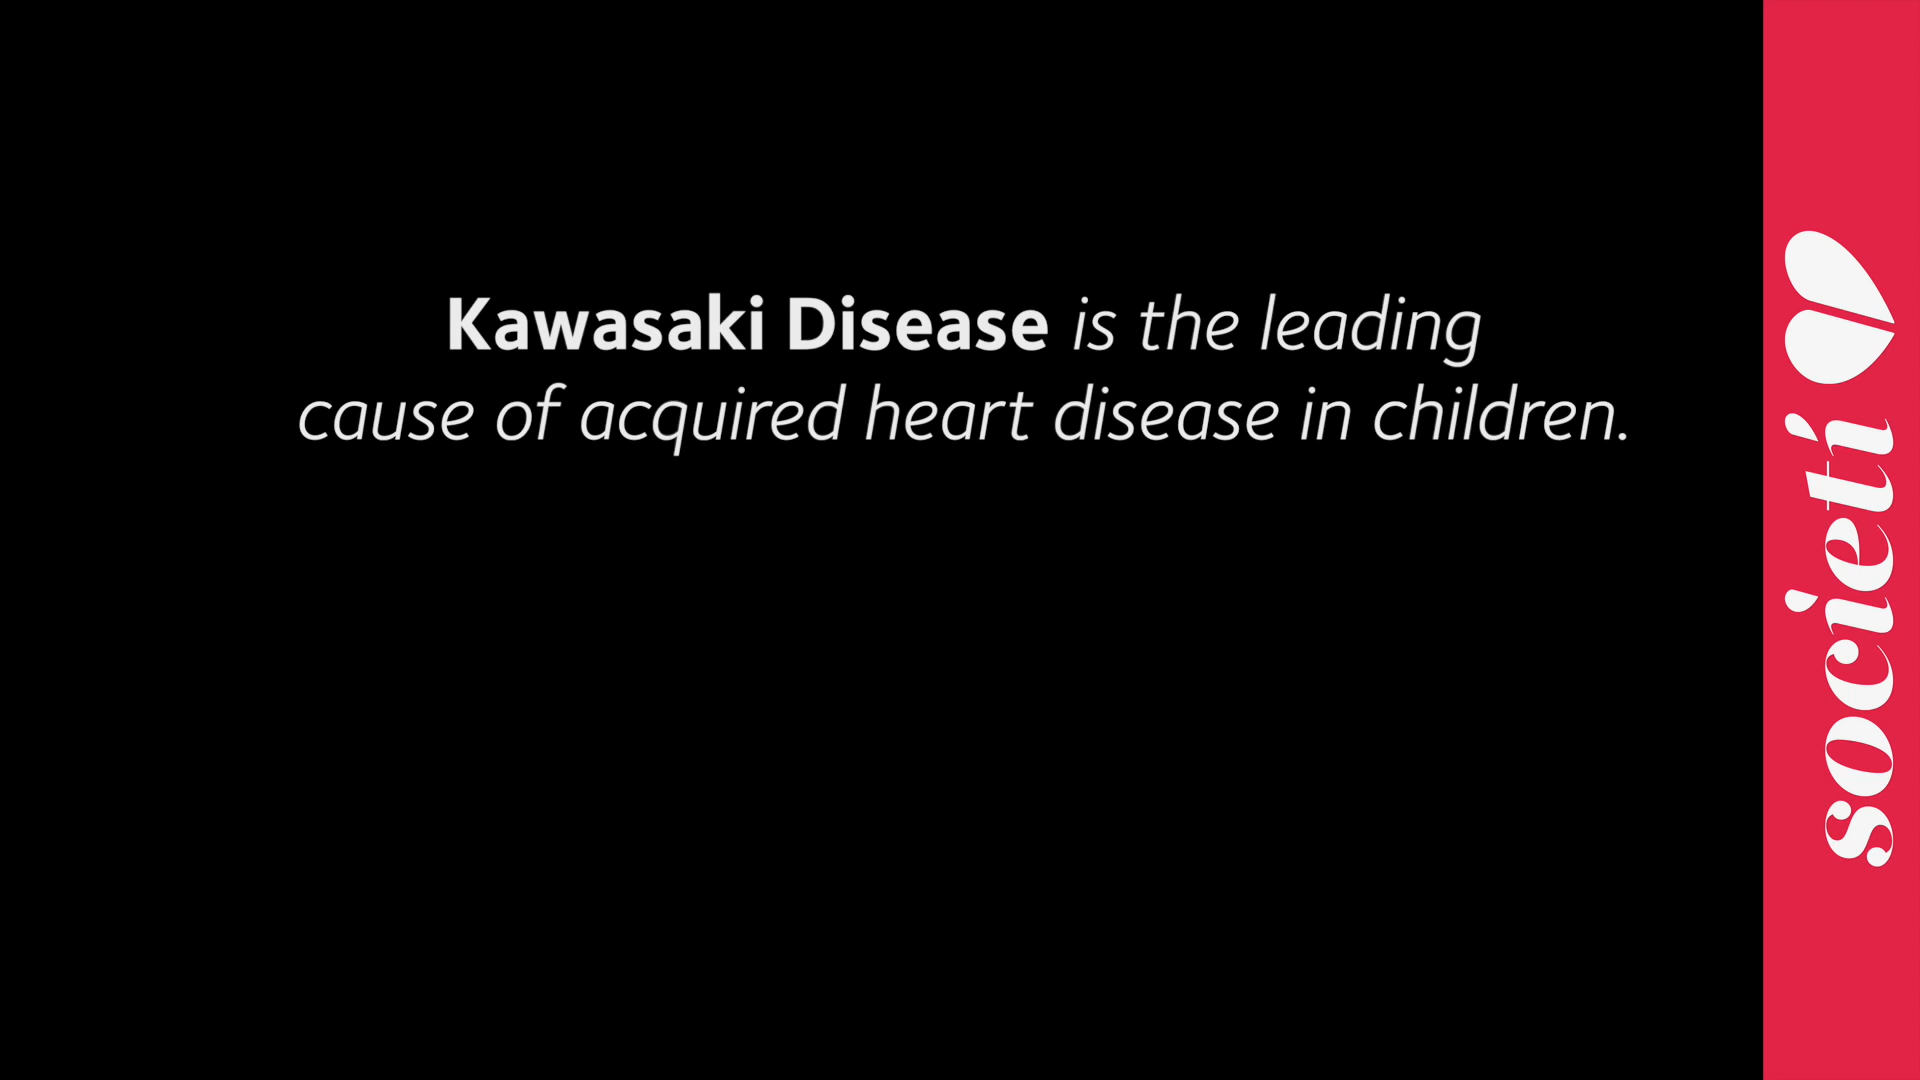 Kawasaki Disease is the leading
cause of acquired heart disease in children.
societi